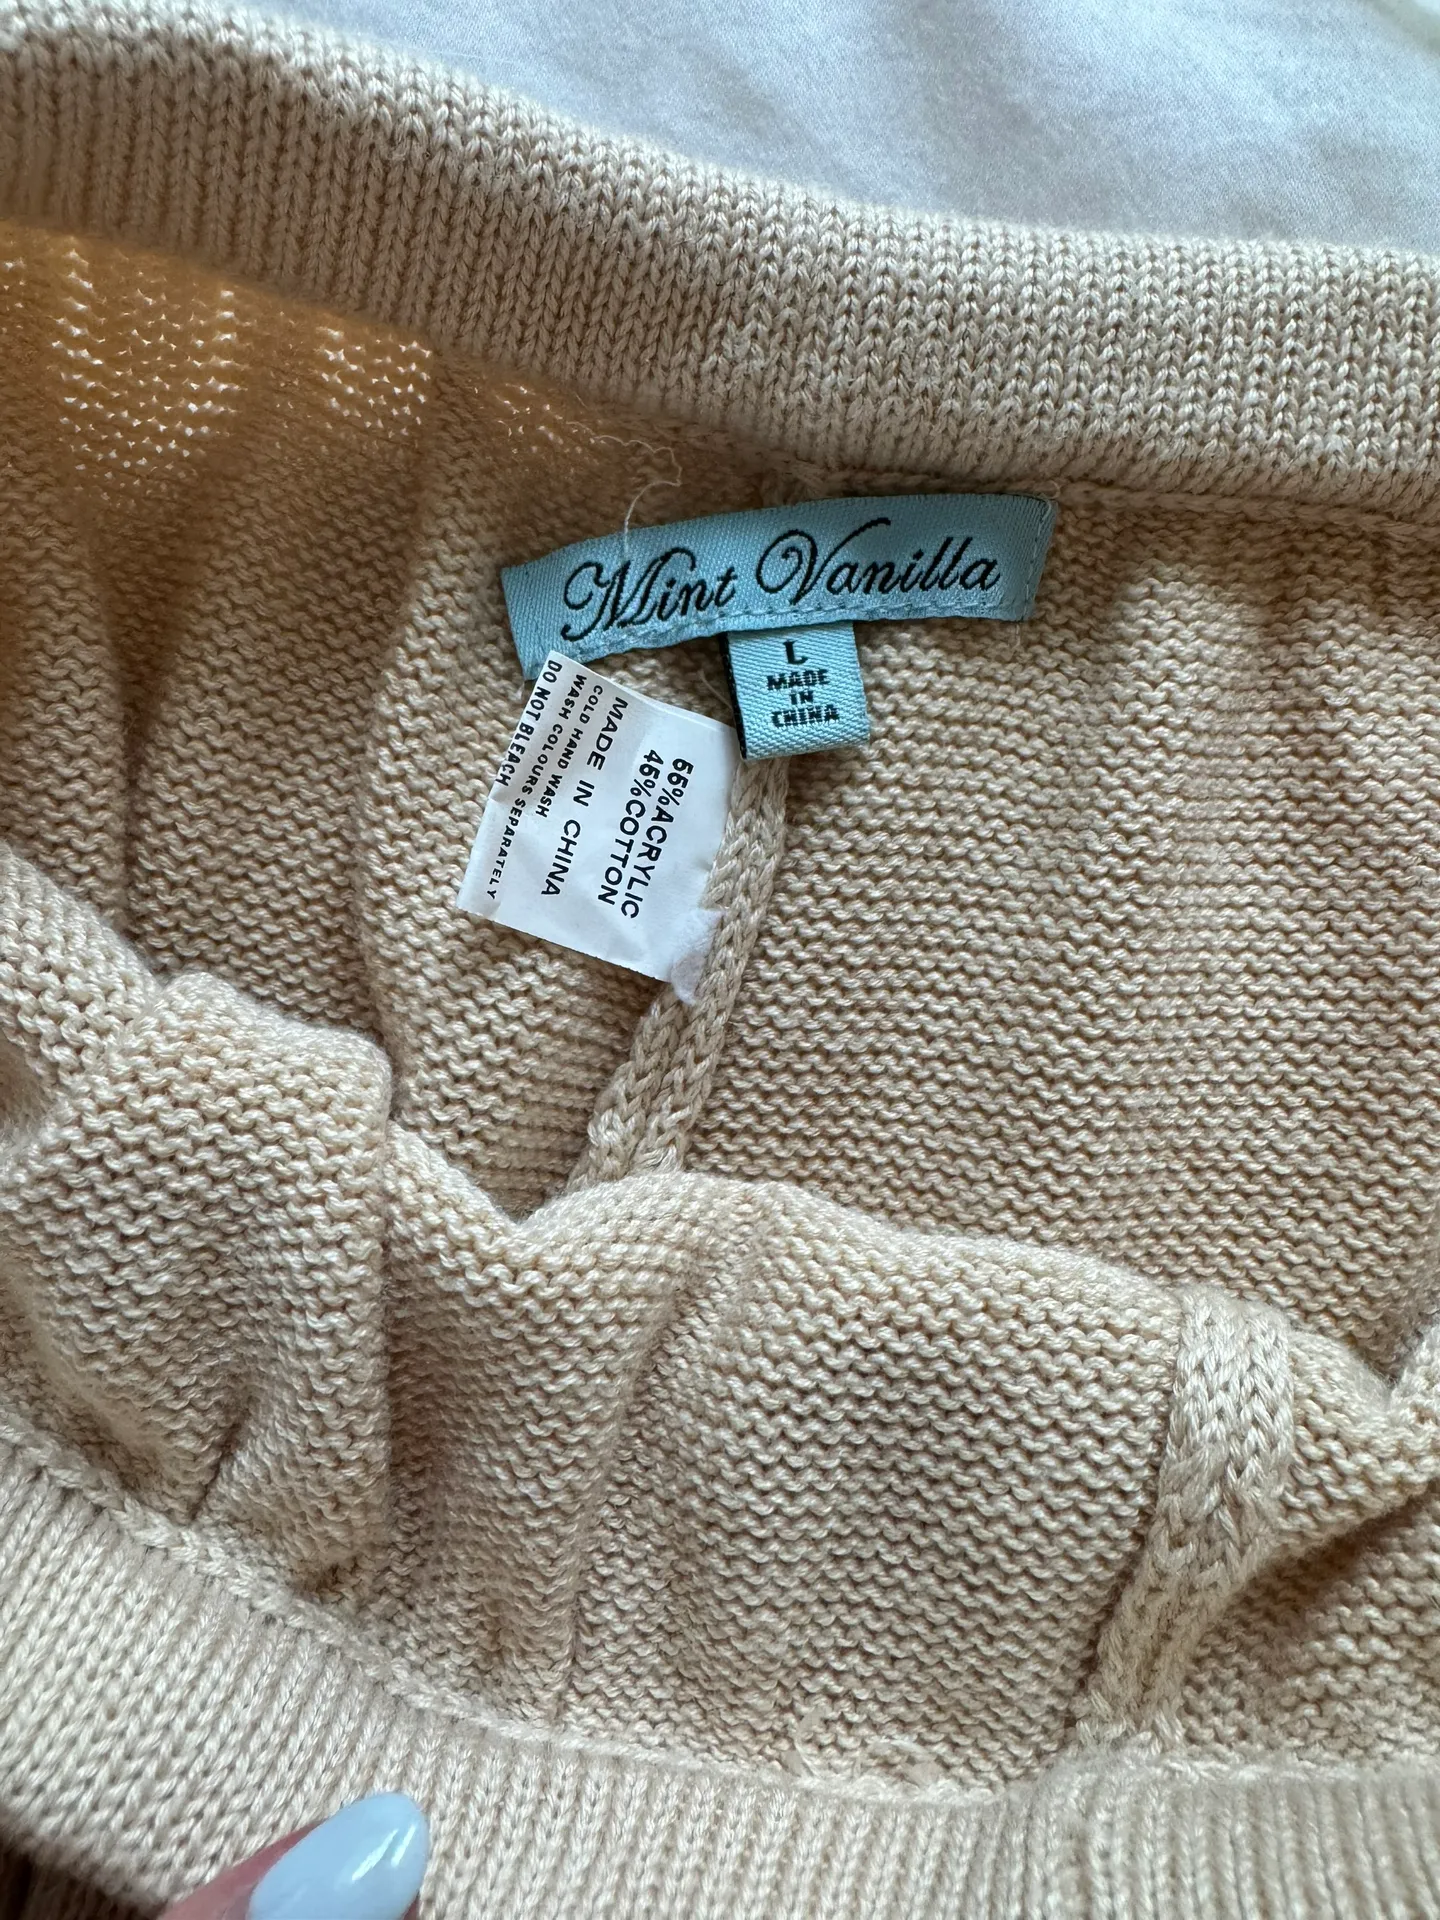 Mint Vanilla
L
MADE
IN
CHINA
55%ACRYLIC
45%COTTON
MADE IN CHINA
COLD HAND WASH
WASH COLOURS SEPARATELY
DO NOT BLEACH